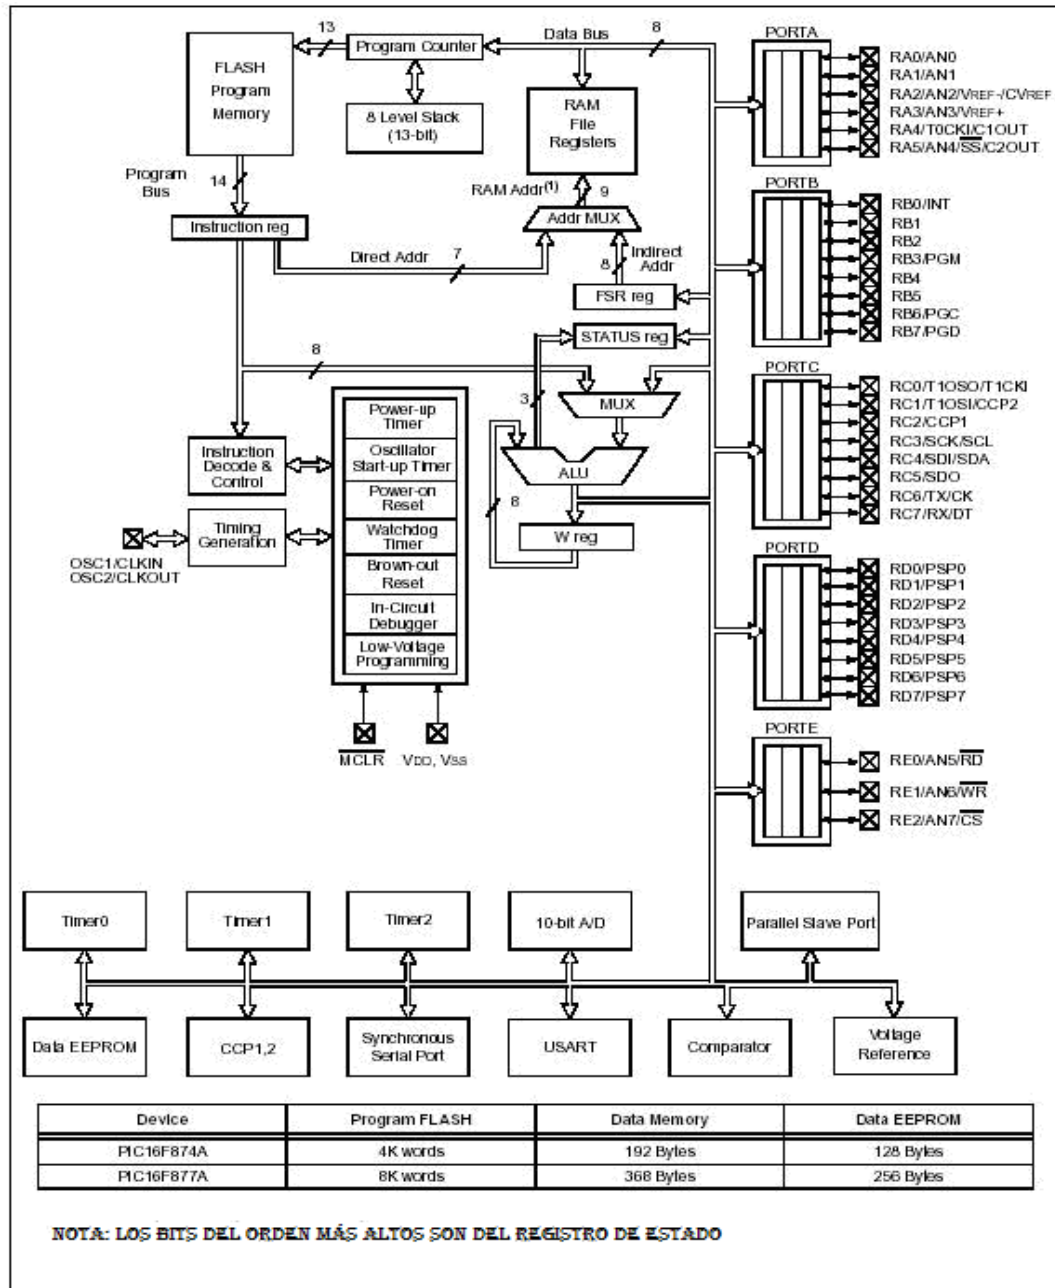 13
Program Counter
Data Bus
8
PORTA
FLASH
Program
Memory
8 Level Stack
(13-bit)
RAM
File
Registers
RA0/AN0
RA1/AN1
RA2/AN2/VREF-/CVREF
RA3/AN3/VREF+
RA4/T0CKI/C1OUT
RA5/AN4/SS/C2OUT
Program
Bus
14
RAM Addr(1)
9
PORTB
Instruction reg
Addr MUX
RB0/INT
RB1
RB2
RB3/PGM
RB4
RB5
RB6/PGC
RB7/PGD
Direct Addr
7
8
Indirect
Addr
FSR reg
STATUS reg
8
3
MUX
PORTC
RC0/T1OSO/T1CKI
RC1/T1OSI/CCP2
RC2/CCP1
RC3/SCK/SCL
RC4/SDI/SDA
RC5/SDO
RC6/TX/CK
RC7/RX/DT
Instruction
Decode &
Control
Power-up
Timer
Oscillator
Start-up Timer
Power-on
Reset
Watchdog
Timer
Brown-out
Reset
In-Circuit
Debugger
Low-Voltage
Programming
ALU
8
W reg
Timing
Generation
OSC1/CLKIN
OSC2/CLKOUT
MCLR
VDD, VSS
PORTD
RD0/PSP0
RD1/PSP1
RD2/PSP2
RD3/PSP3
RD4/PSP4
RD5/PSP5
RD6/PSP6
RD7/PSP7
PORTE
RE0/AN5/RD
RE1/AN6/WR
RE2/AN7/CS
Timer0
Timer1
Timer2
10-bit A/D
Parallel Slave Port
Data EEPROM
CCP1,2
Synchronous
Serial Port
USART
Comparator
Voltage
Reference
Device Program FLASH Data Memory Data EEPROM
PIC16F874A 4K words 192 Bytes 128 Bytes
PIC16F877A 8K words 368 Bytes 256 Bytes
NOTA: LOS BITS DEL ORDEN MÁS ALTOS SON DEL REGISTRO DE ESTADO